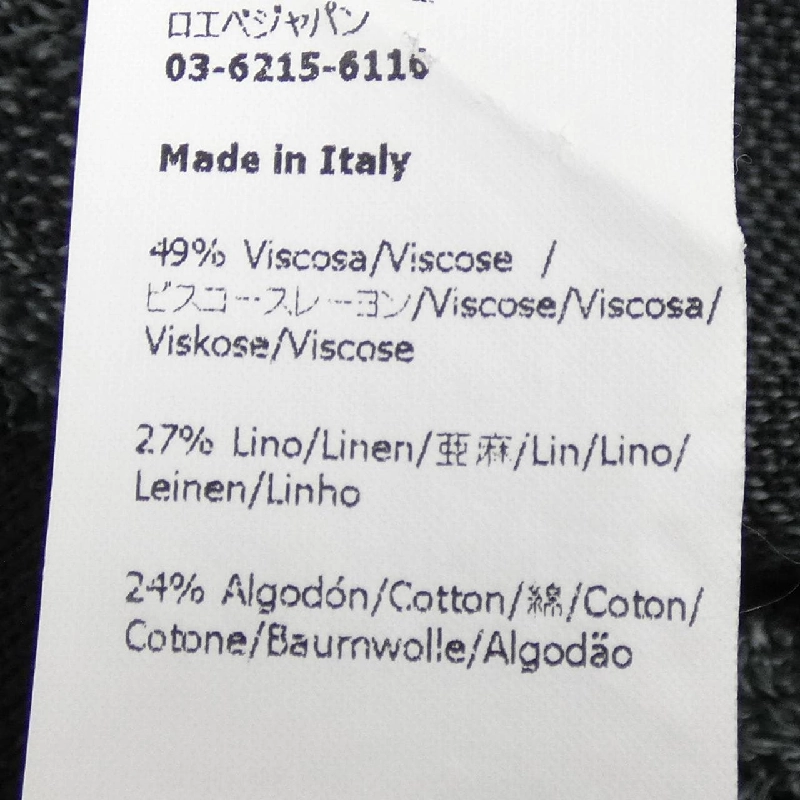 ロエベジャパン
03-6215-6116
Made in Italy
49% Viscosa/Viscose /
ビスコースレーヨン/Viscose/Viscosa/
Viskose/Viscose
27% Lino/Linen/亜麻/Lin/Lino/
Leinen/Linho
24% Algodón/Cotton/綿/Coton/
Cotone/Baumwolle/Algodão